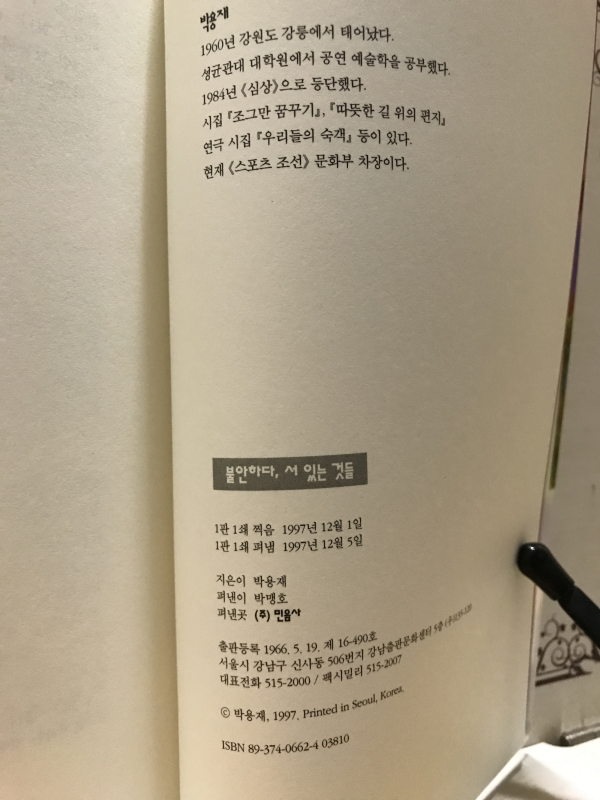 박용재
1960년 강원도 강릉에서 태어났다.
성균관대 대학원에서 공연 예술학을 공부했다.
1984년 《심상》으로 등단했다.
시집 『조그만 꿈꾸기』, 『따뜻한 길 위의 편지』
연극 시집 『우리들의 숙객』 등이 있다.
현재 《스포츠 조선》 문화부 차장이다.
불안하다, 서 있는 것들
1판 1쇄 찍음 1997년 12월 1일
1판 1쇄 펴냄 1997년 12월 5일
지은이 박용재
펴낸이 박맹호
펴낸곳 (주) 민음사
출판등록 1966. 5. 19. 제 16-490호
서울시 강남구 신사동 506번지 강남출판문화센터 5층 (우)135-120
대표전화 515-2000 / 팩시밀리 515-2007
© 박용재, 1997. Printed in Seoul, Korea.
ISBN 89-374-0662-4 03810